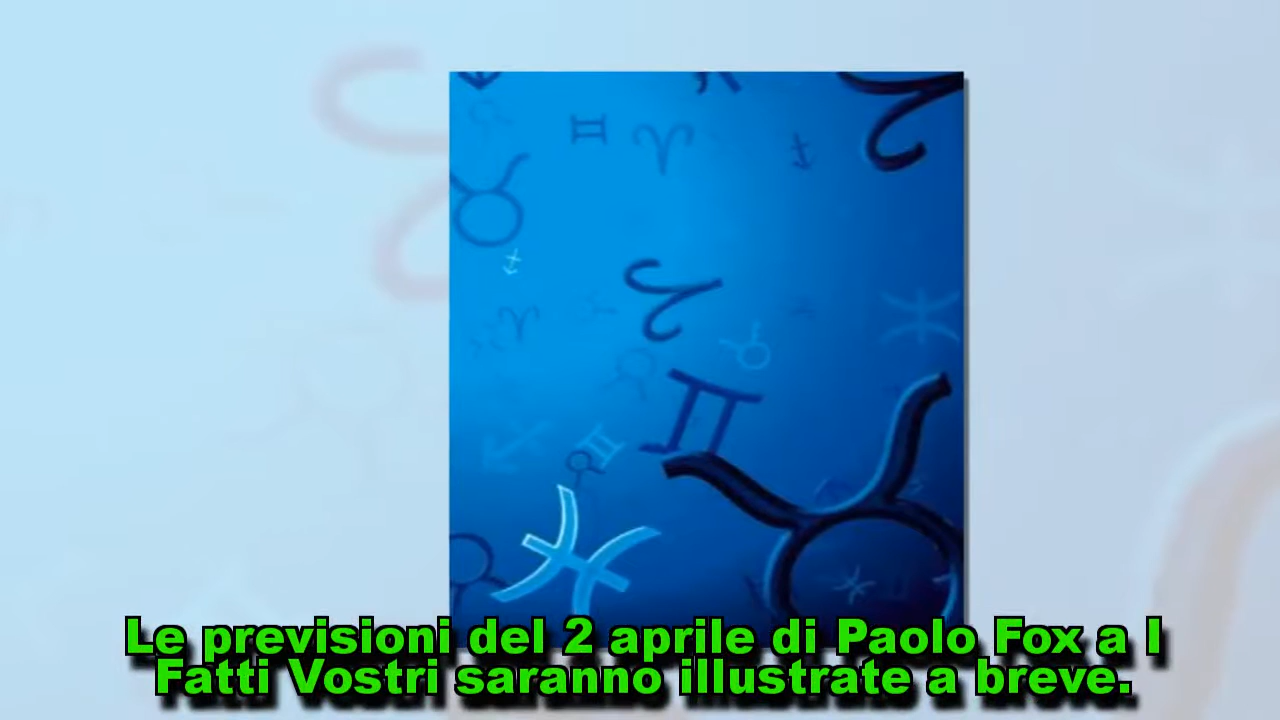 Le previsioni del 2 aprile di Paolo Fox a I
Fatti Vostri saranno illustrate a breve.